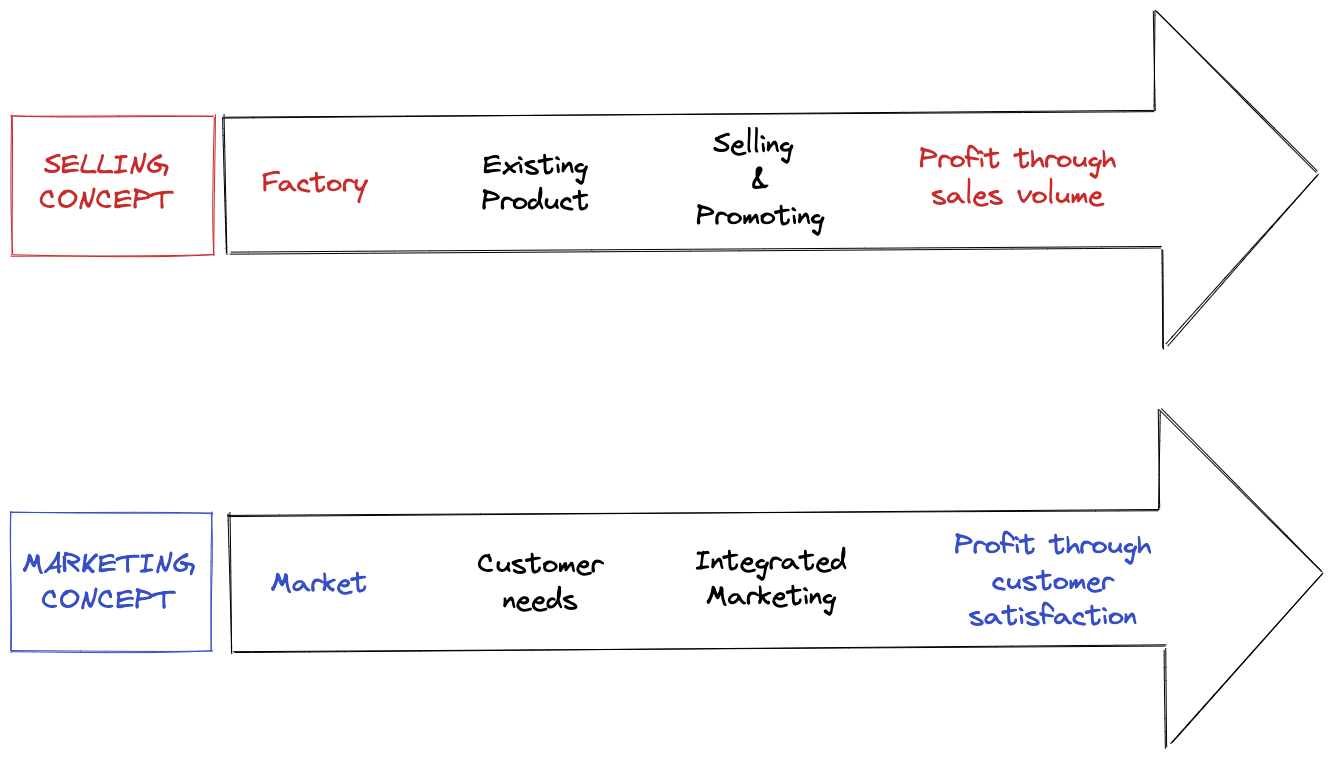 SELLING
CONCEPT
Factory
Existing
Product
Selling
&
Promoting
Profit through
sales volume
MARKETING
CONCEPT
Market
Customer
needs
Integrated
Marketing
Profit through
customer
satisfaction